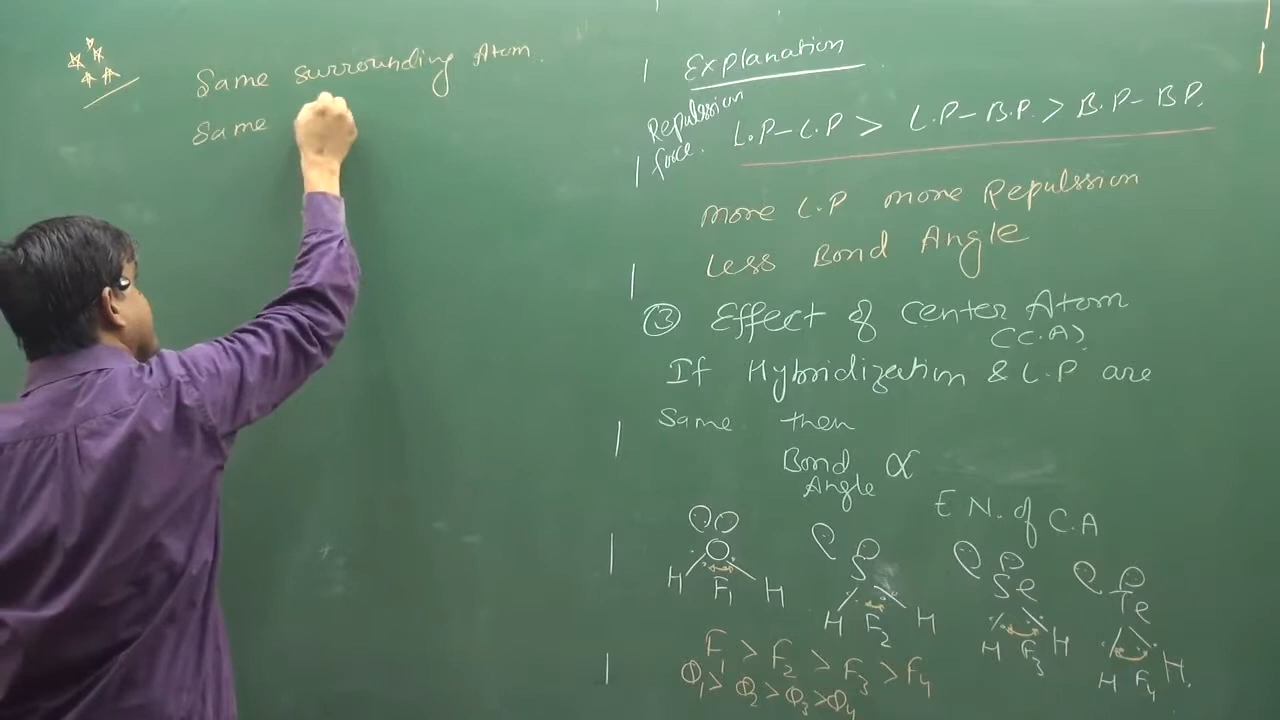 Same surrounding Atom.
Same
Explanation
Repulssion
force. L.P-L.P > L.P-B.P. > B.P-B.P.
more L.P more Repulssion
less Bond Angle
③ Effect of Center Atom
(C.A)
If Hybridization & L.P are
Same then
Bond Angle ∝
E N. of C.A
O S Se Te
H F₁ H H F₂ H H F₃ H H F₄ H
F₁ > F₂ > F₃ > F₄
Φ₁ > Φ₂ > Φ₃ > Φ₄